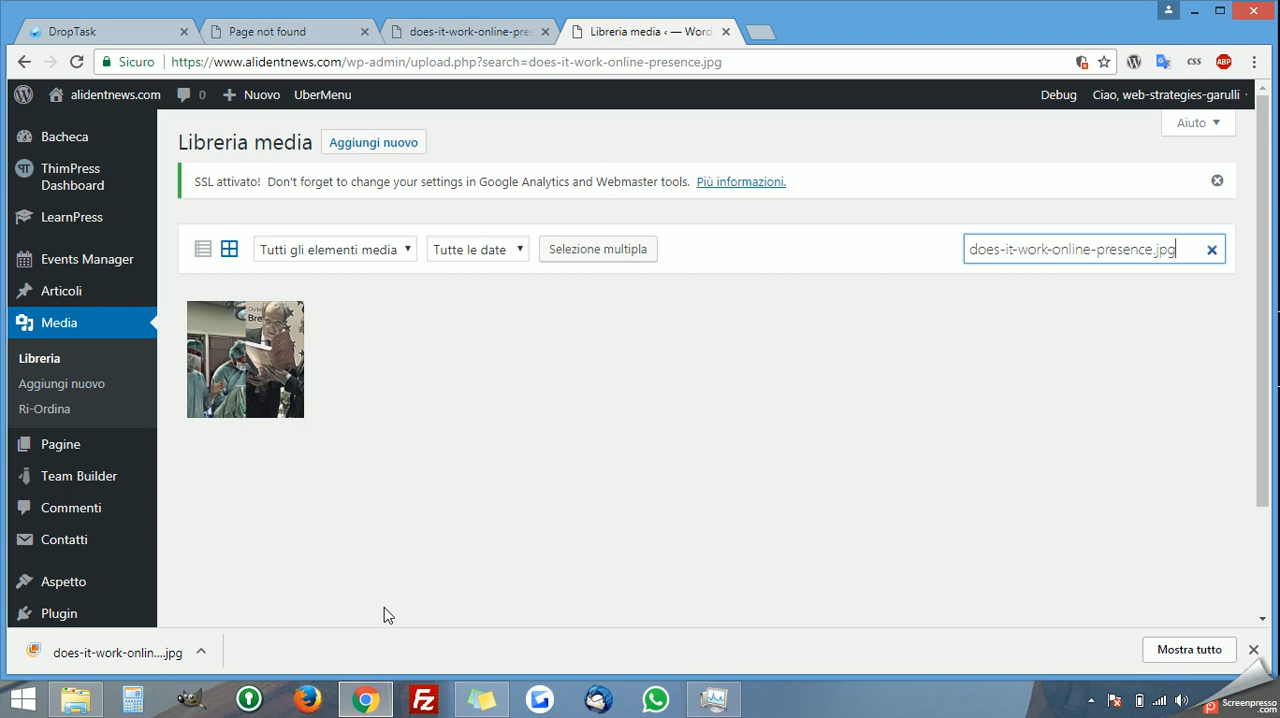 DropTask
Page not found
does-it-work-online-pres
Libreria media ‹ — Word
Sicuro
https://www.alidentnews.com/wp-admin/upload.php?search=does-it-work-online-presence.jpg
CSS
ABP
alidentnews.com
0
Nuovo
UberMenu
Debug
Ciao, web-strategies-garulli
Bacheca
ThimPress
Dashboard
LearnPress
Events Manager
Articoli
Media
Libreria
Aggiungi nuovo
Ri-Ordina
Pagine
Team Builder
Commenti
Contatti
Aspetto
Plugin
Aiuto
Libreria media
Aggiungi nuovo
SSL attivato! Don't forget to change your settings in Google Analytics and Webmaster tools. Più informazioni.
Tutti gli elementi media
Tutte le date
Selezione multipla
does-it-work-online-presence.jpg
does-it-work-onlin....jpg
Mostra tutto
Fz
Screenpresso
.com